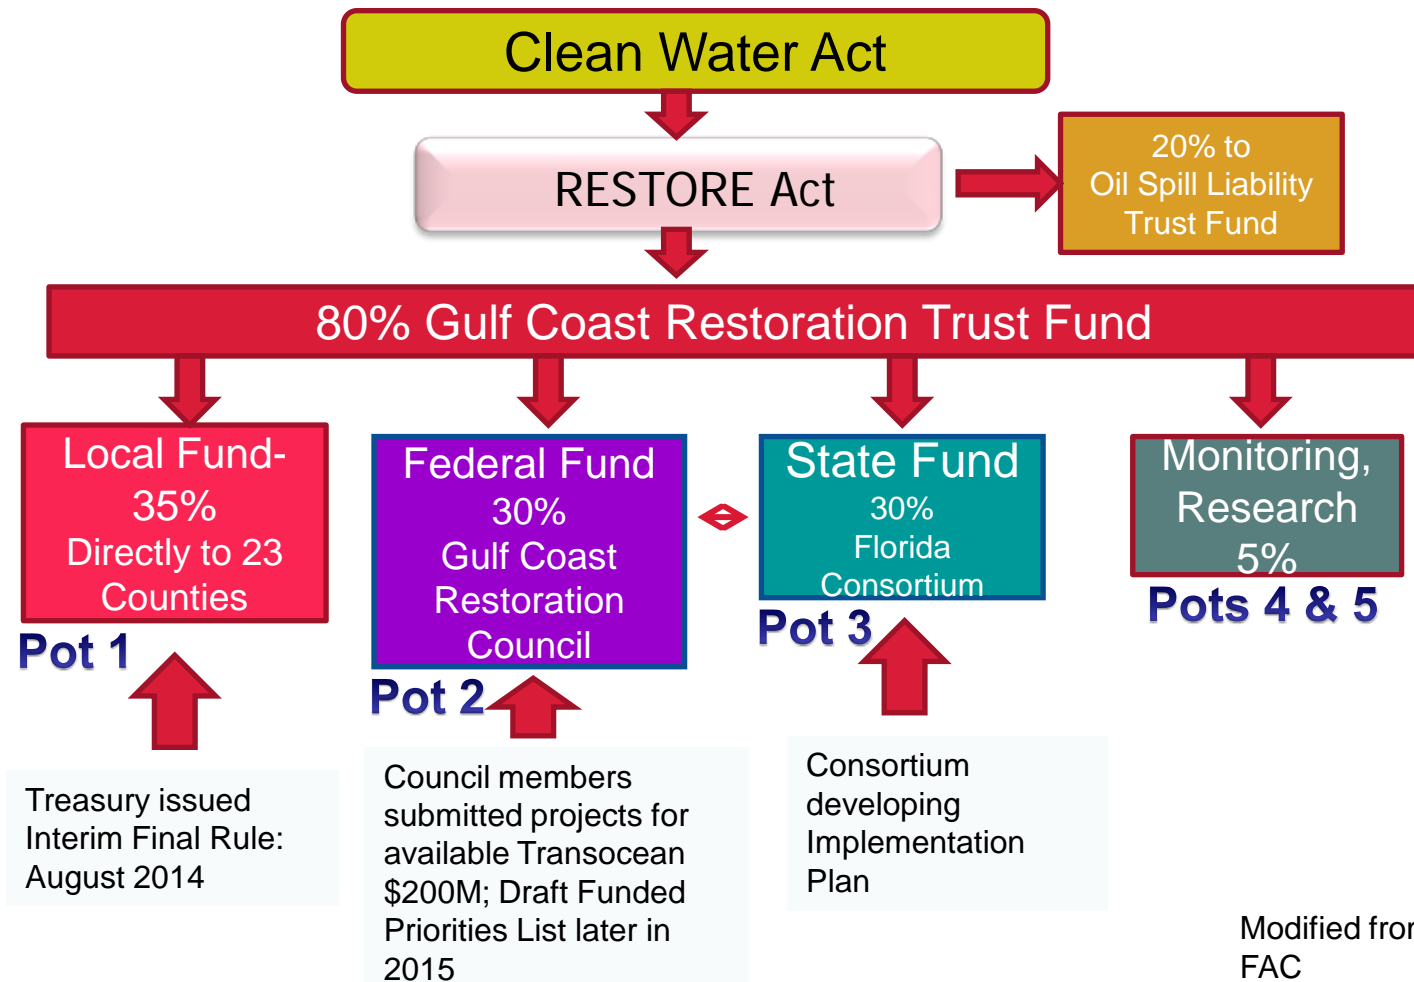 Clean Water Act
RESTORE Act
20% to
Oil Spill Liability
Trust Fund
80% Gulf Coast Restoration Trust Fund
Local Fund-
35%
Directly to 23
Counties
Pot 1
Federal Fund
30%
Gulf Coast
Restoration
Council
Pot 2
State Fund
30%
Florida
Consortium
Pot 3
Monitoring,
Research
5%
Pots 4 & 5
Treasury issued
Interim Final Rule:
August 2014
Council members
submitted projects for
available Transocean
$200M; Draft Funded
Priorities List later in
2015
Consortium
developing
Implementation
Plan
Modified
FAC